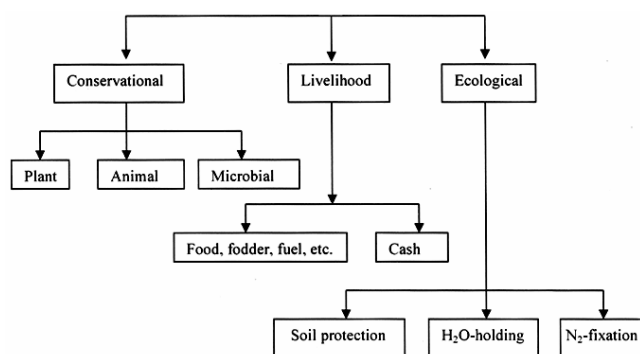 Conservational
Livelihood
Ecological
Plant
Animal
Microbial
Food, fodder, fuel, etc.
Cash
Soil protection
H₂O-holding
N₂-fixation